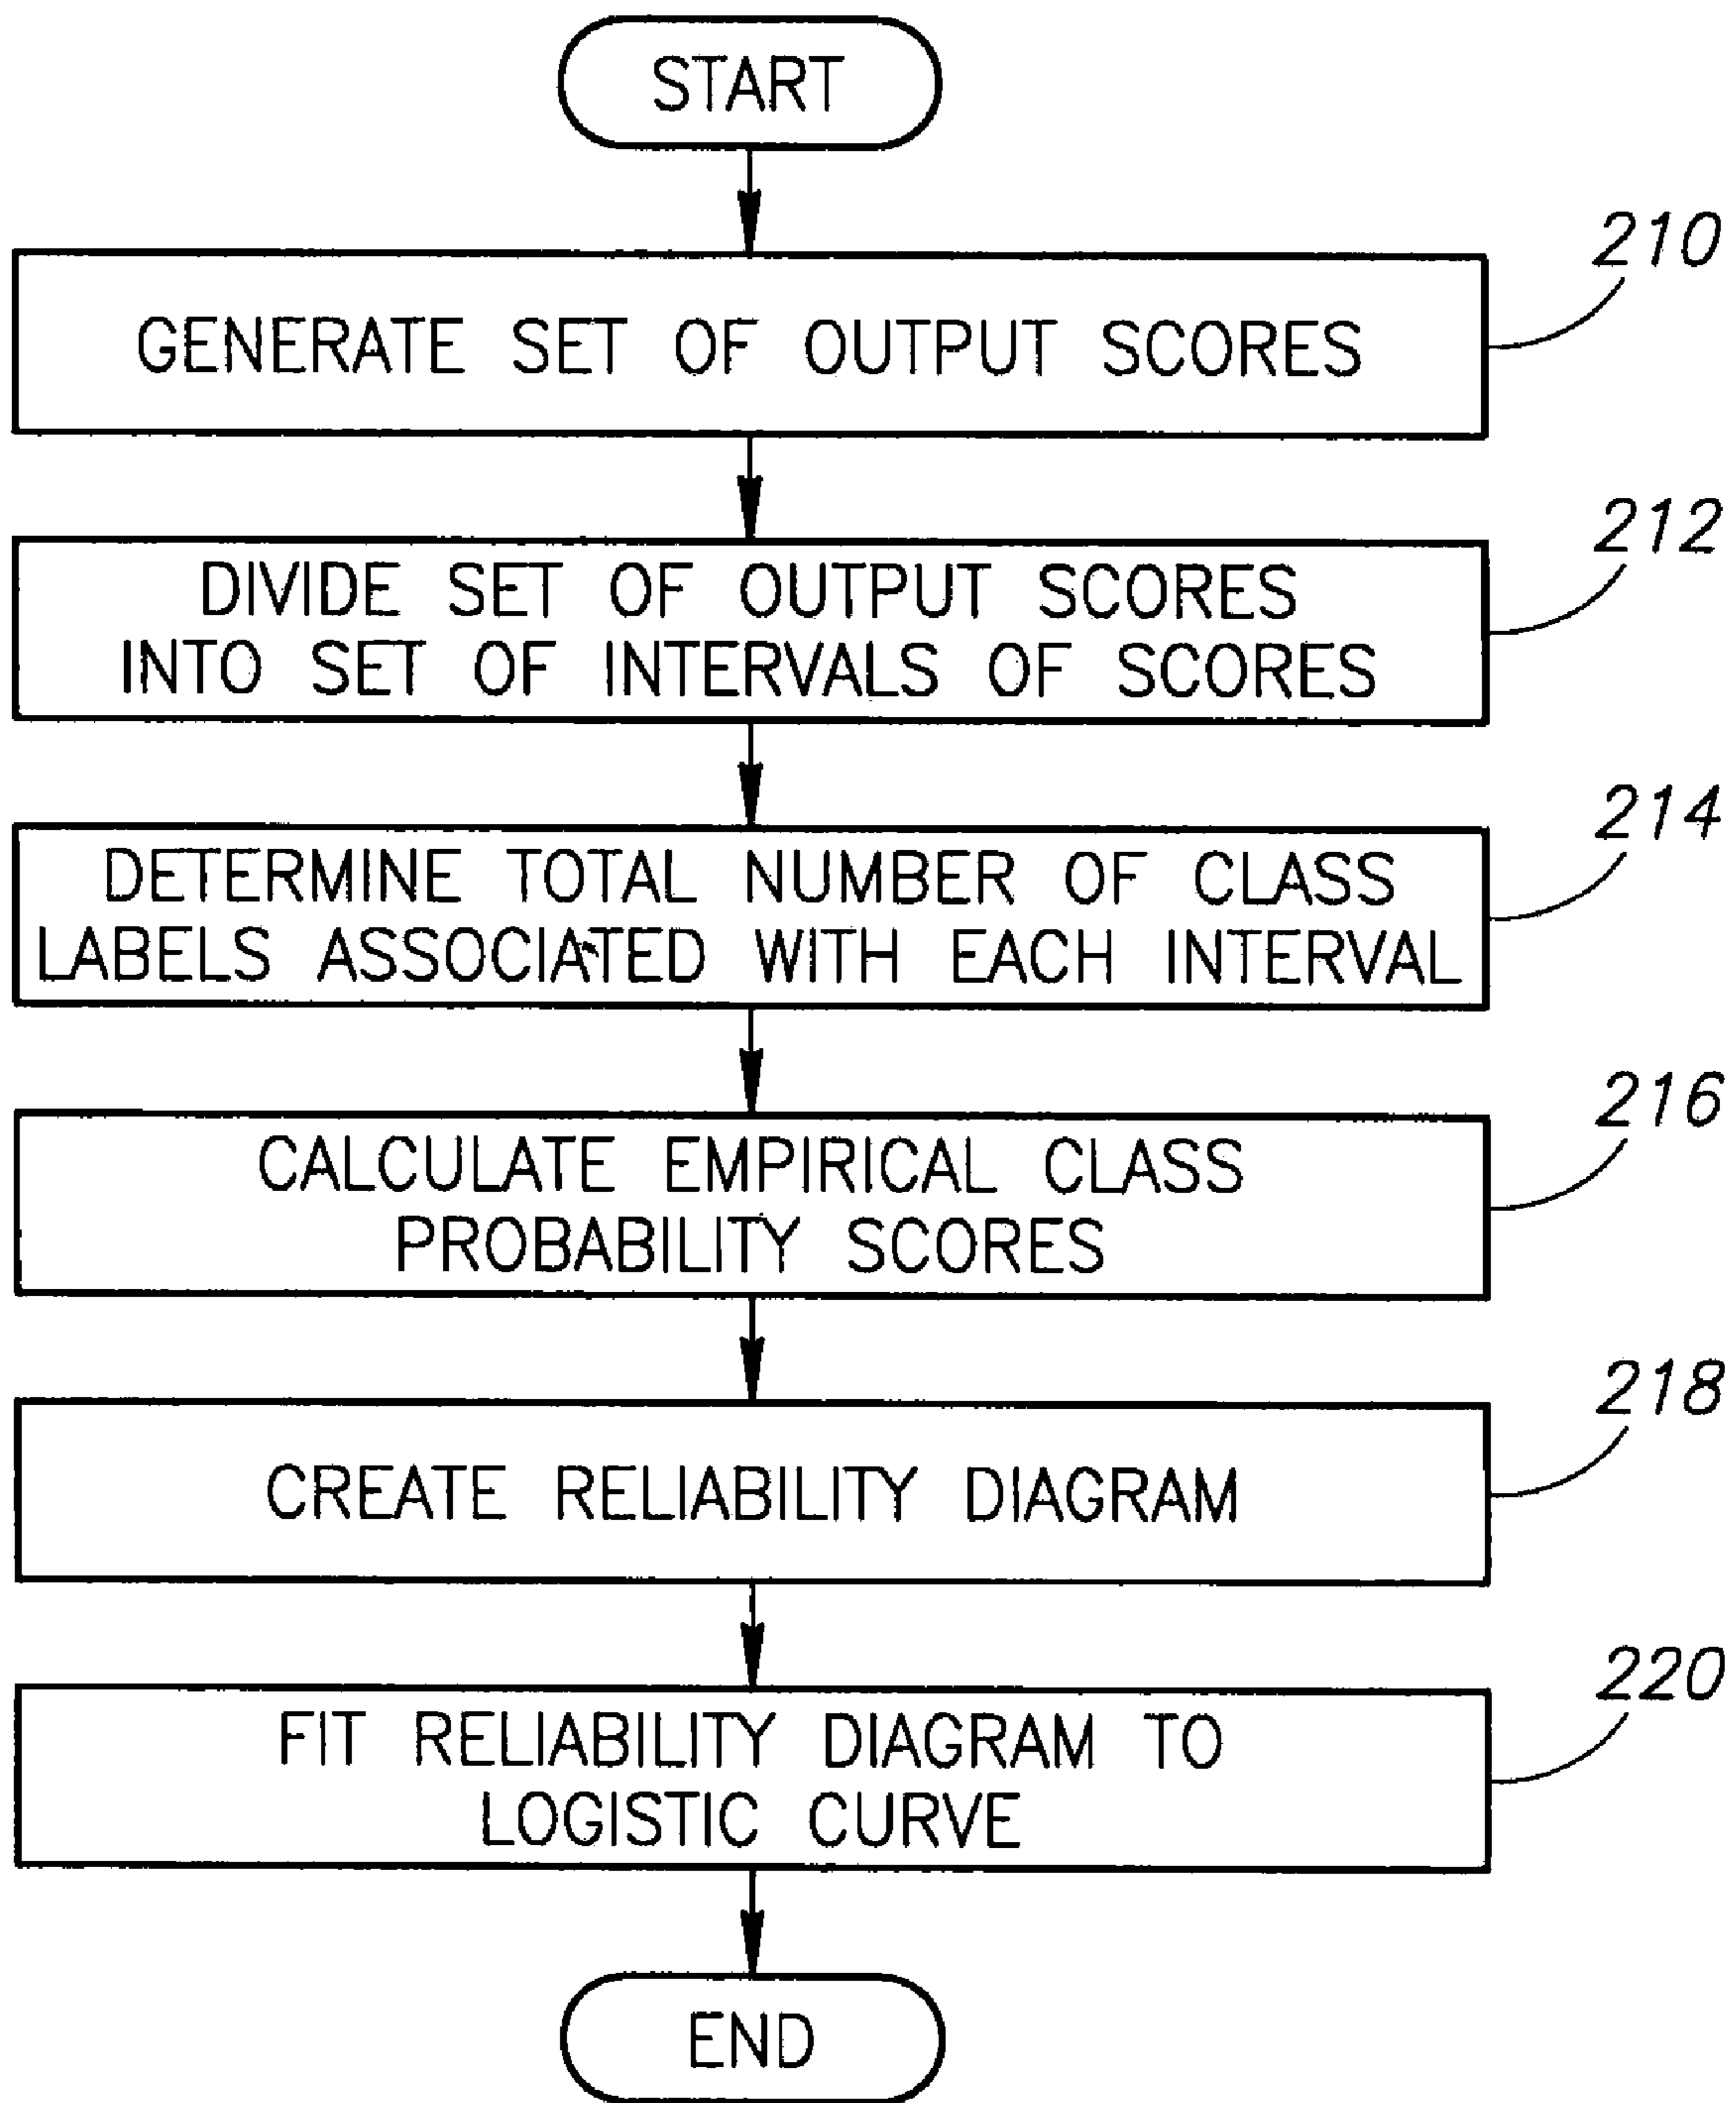 START
210
GENERATE SET OF OUTPUT SCORES
212
DIVIDE SET OF OUTPUT SCORES
INTO SET OF INTERVALS OF SCORES
214
DETERMINE TOTAL NUMBER OF CLASS
LABELS ASSOCIATED WITH EACH INTERVAL
216
CALCULATE EMPIRICAL CLASS
PROBABILITY SCORES
218
CREATE RELIABILITY DIAGRAM
220
FIT RELIABILITY DIAGRAM TO
LOGISTIC CURVE
END